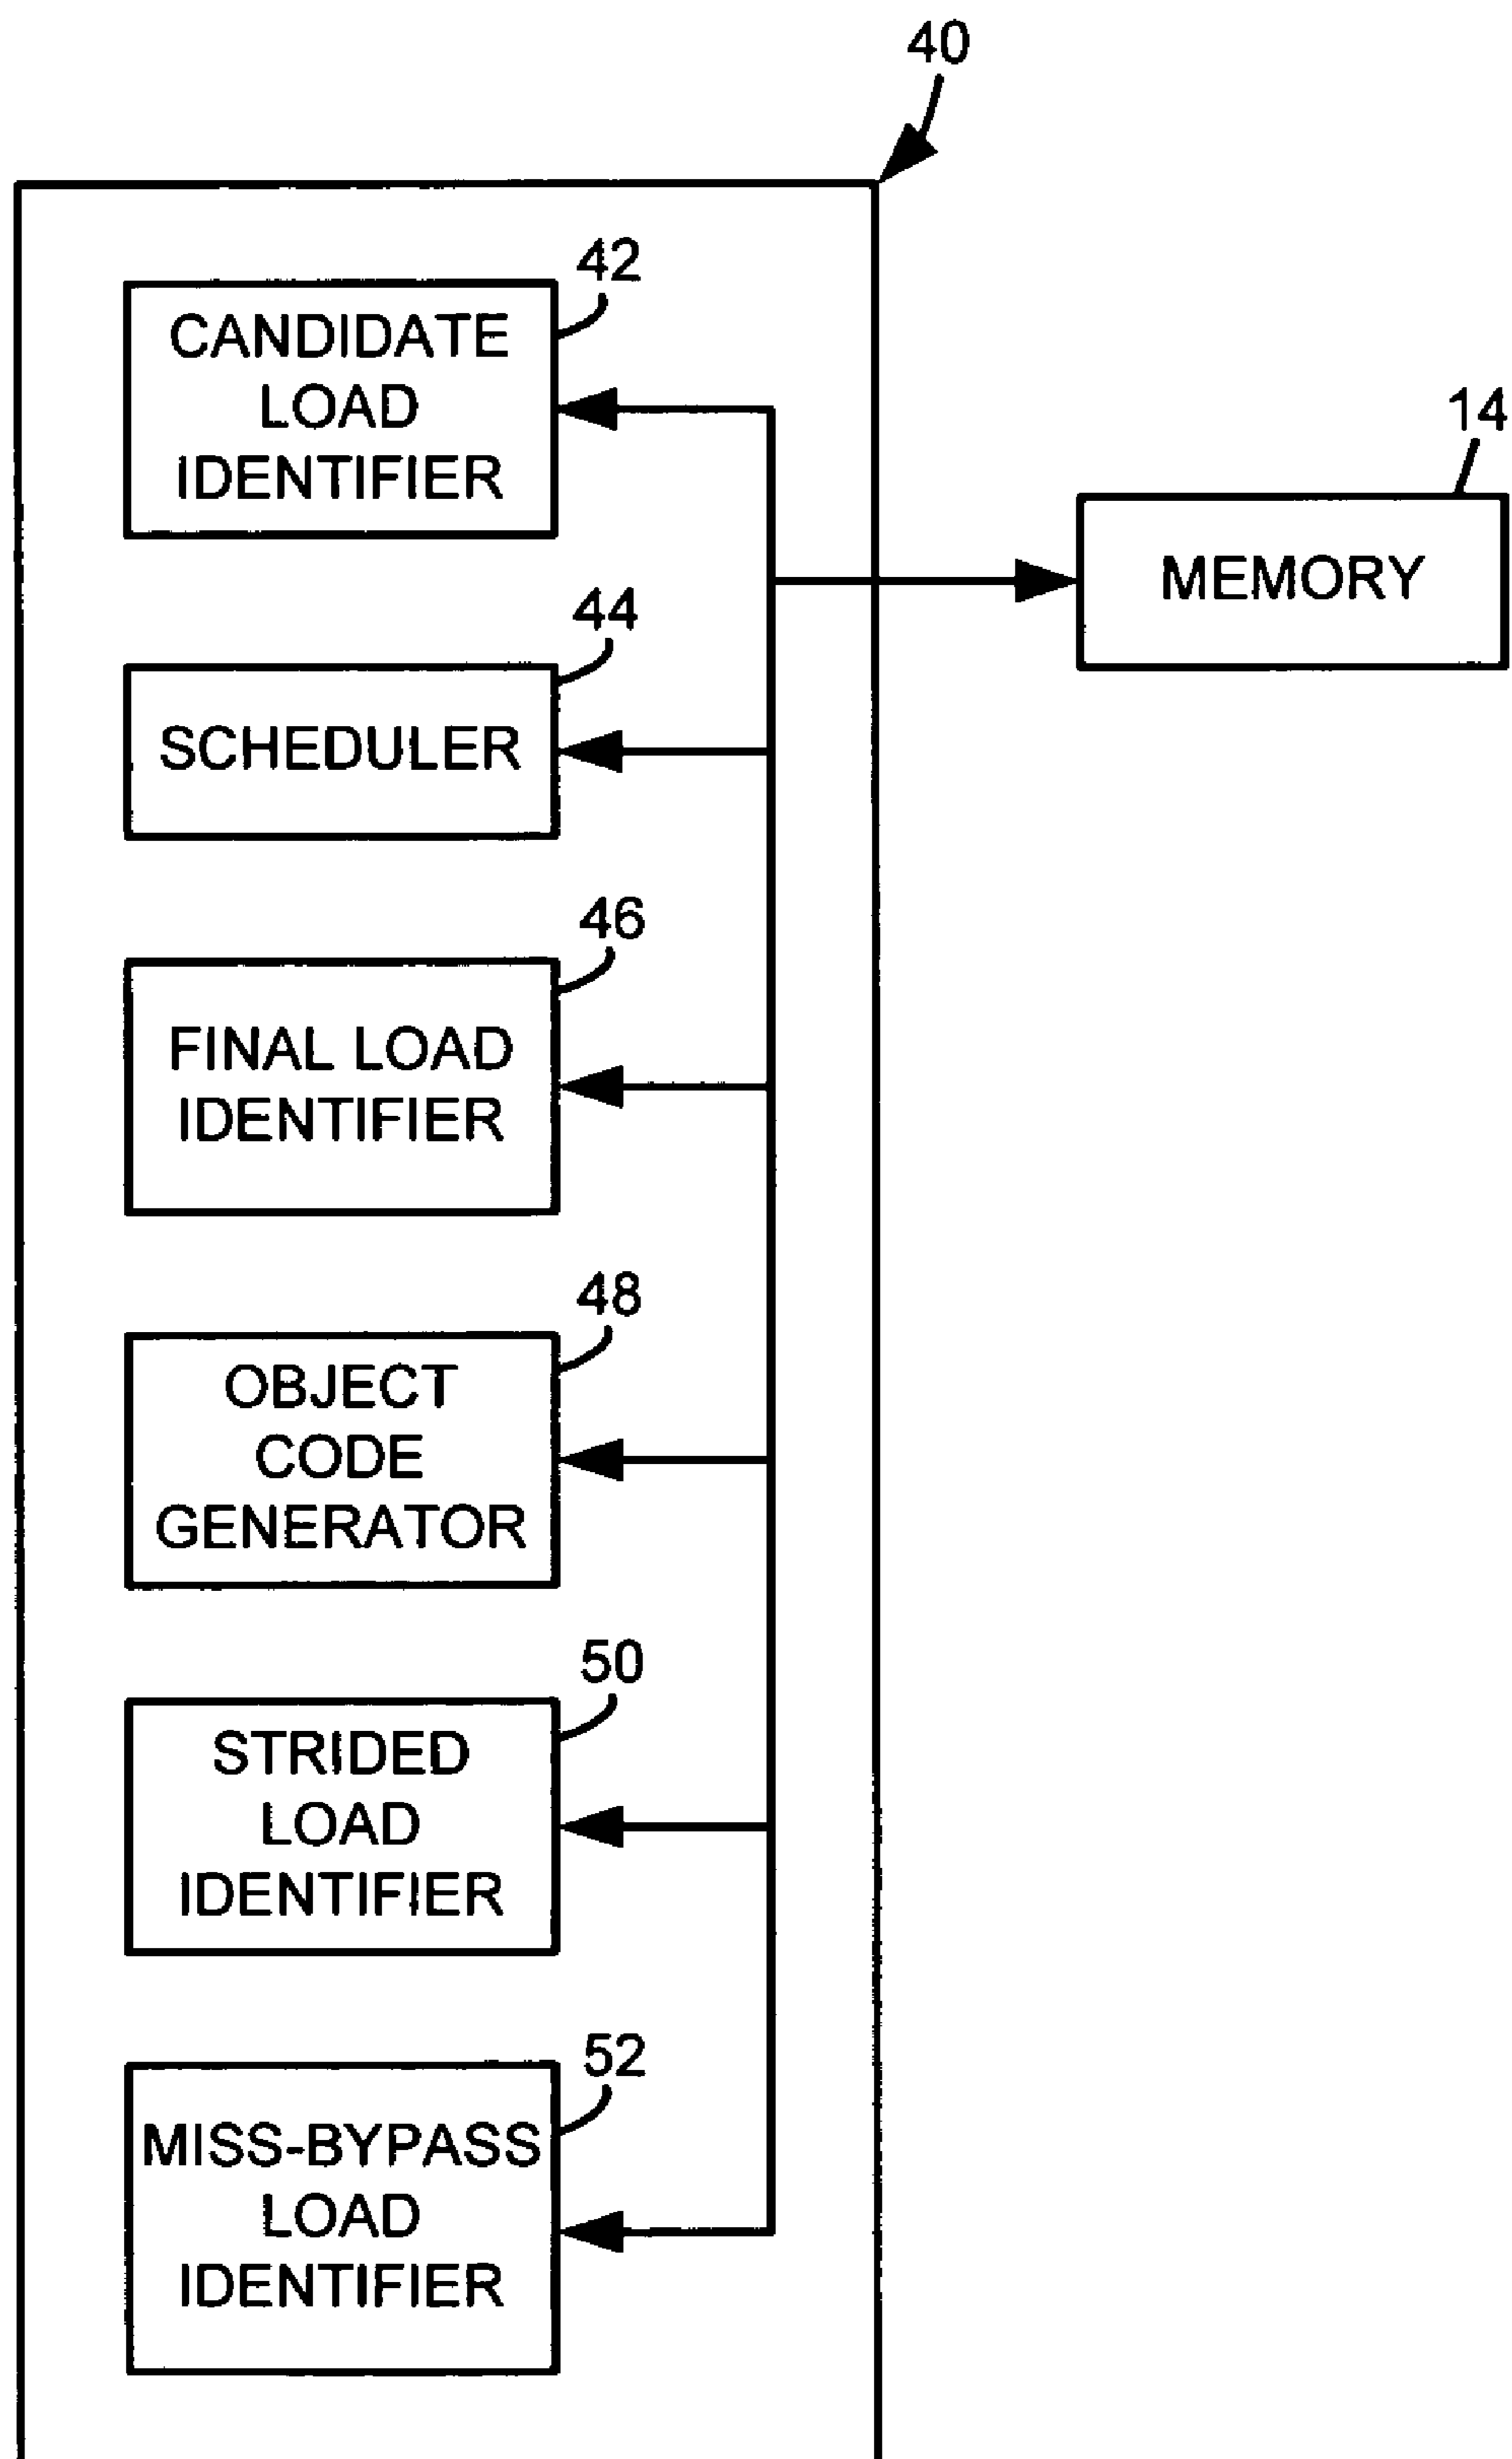 40
42
CANDIDATE
LOAD
IDENTIFIER
14
MEMORY
44
SCHEDULER
46
FINAL LOAD
IDENTIFIER
48
OBJECT
CODE
GENERATOR
50
STRIDED
LOAD
IDENTIFIER
52
MISS-BYPASS
LOAD
IDENTIFIER